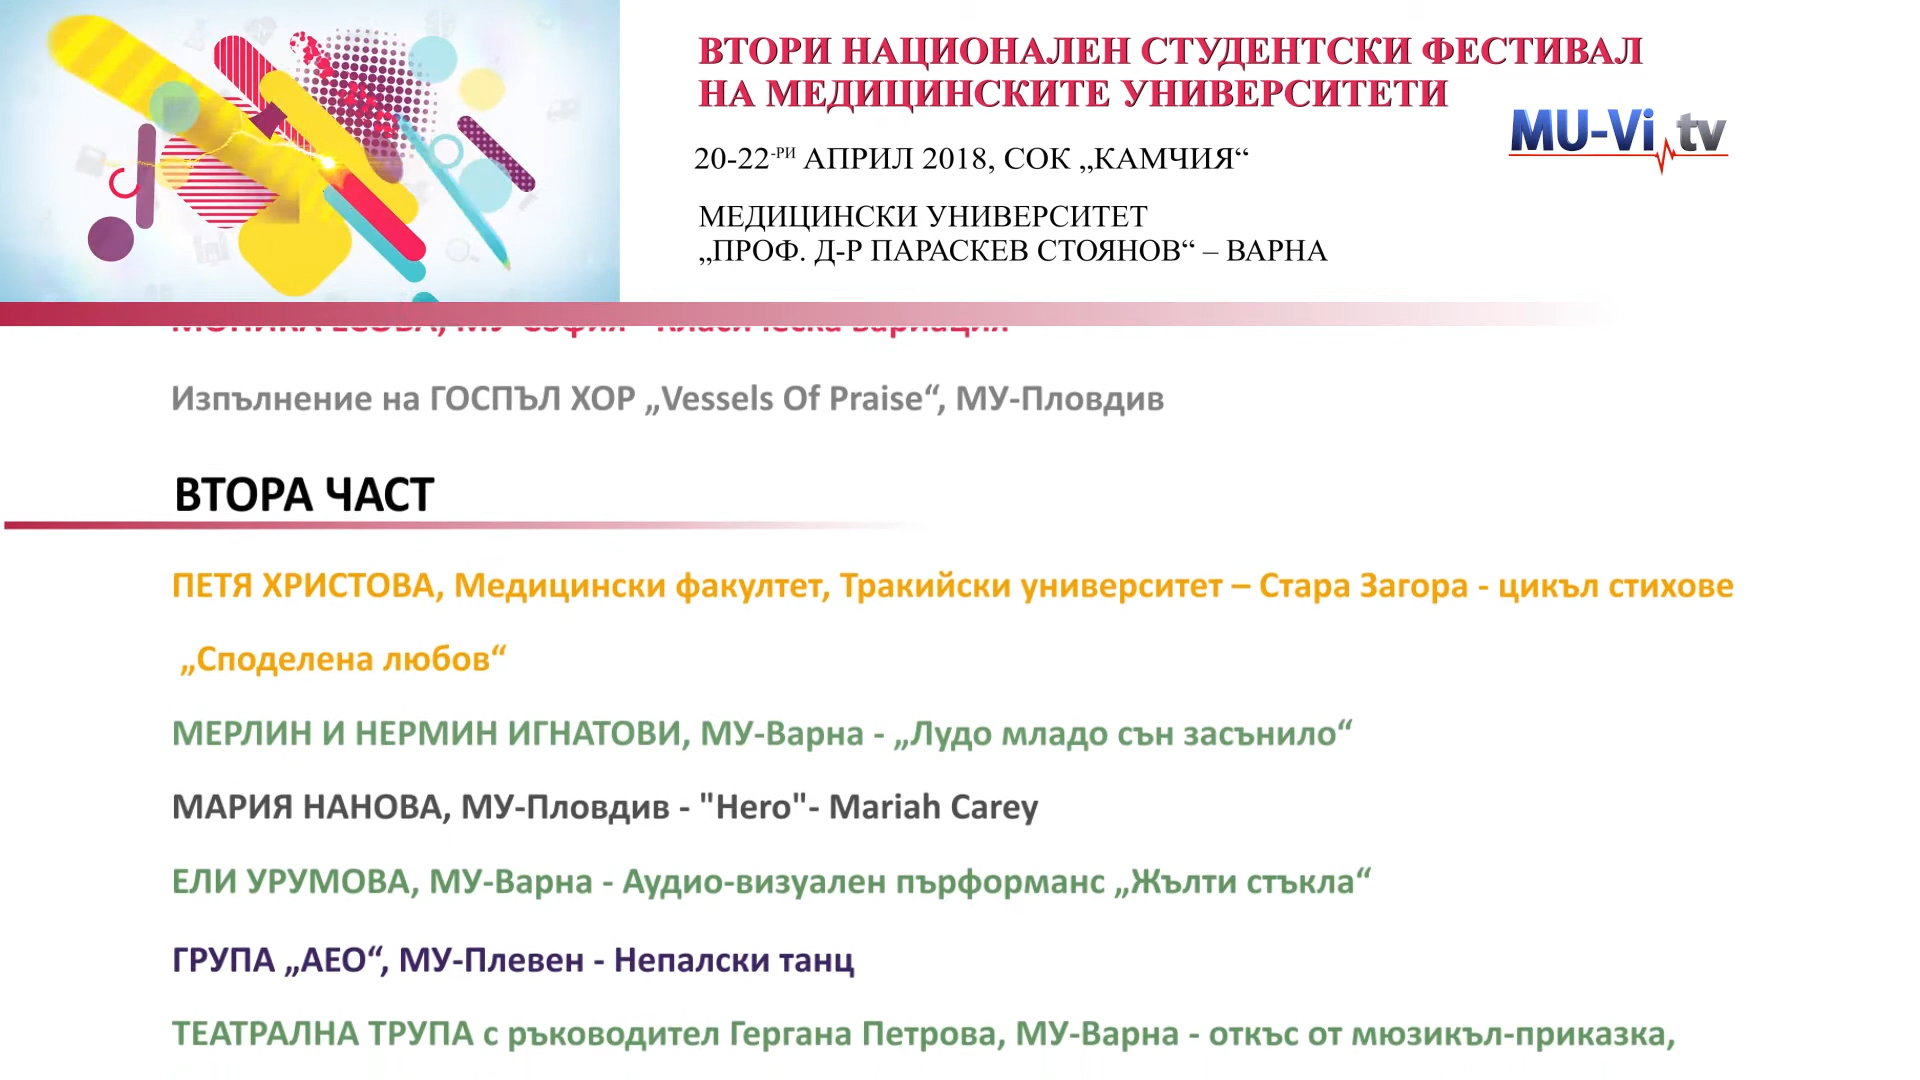 ВТОРИ НАЦИОНАЛЕН СТУДЕНТСКИ ФЕСТИВАЛ
НА МЕДИЦИНСКИТЕ УНИВЕРСИТЕТИ
MU-Vi tv
20-22-РИ АПРИЛ 2018, СОК „КАМЧИЯ“
МЕДИЦИНСКИ УНИВЕРСИТЕТ
„ПРОФ. Д-Р ПАРАСКЕВ СТОЯНОВ“ – ВАРНА
МУ-София - Класическа вариация
Изпълнение на ГОСПЪЛ ХОР „Vessels Of Praise“, МУ-Пловдив
ВТОРА ЧАСТ
ПЕТЯ ХРИСТОВА, Медицински факултет, Тракийски университет – Стара Загора - цикъл стихове
„Споделена любов“
МЕРЛИН И НЕРМИН ИГНАТОВИ, МУ-Варна - „Лудо младо сън засънило“
МАРИЯ НАНОВА, МУ-Пловдив - "Hero"- Mariah Carey
ЕЛИ УРУМОВА, МУ-Варна - Аудио-визуален пърформанс „Жълти стъкла“
ГРУПА „АЕО“, МУ-Плевен - Непалски танц
ТЕАТРАЛНА ТРУПА с ръководител Гергана Петрова, МУ-Варна - откъс от мюзикъл-приказка,